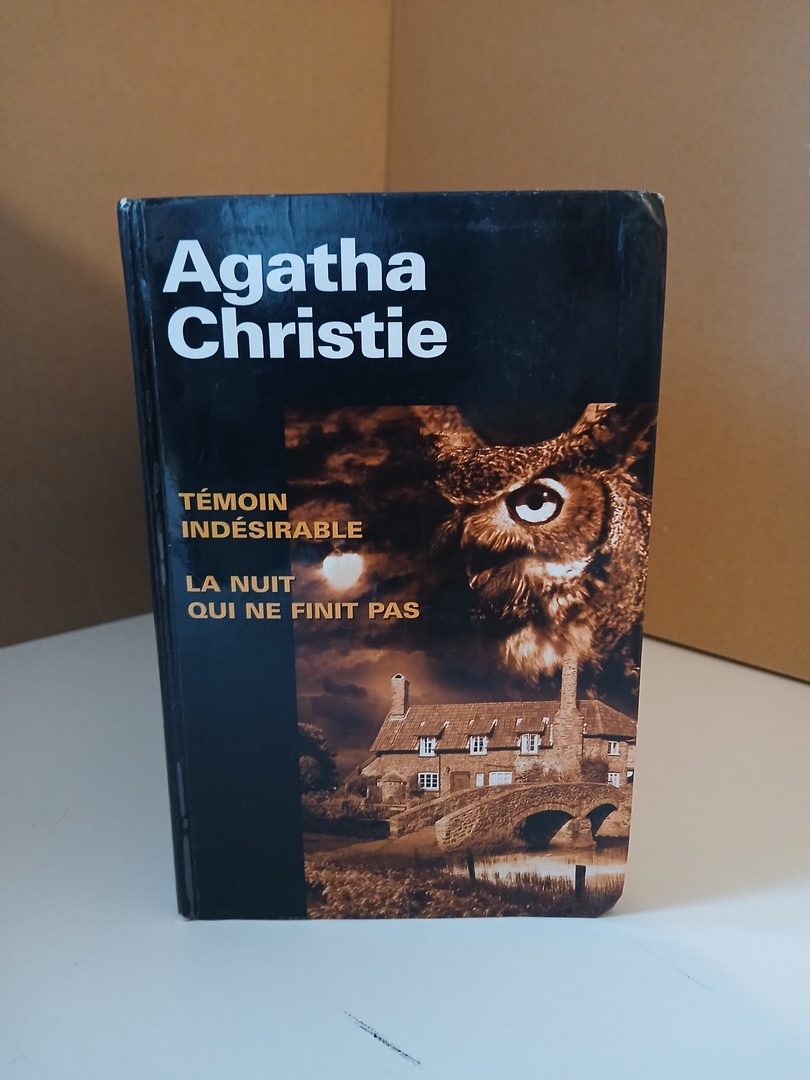 Agatha
Christie
TÉMOIN
INDÉSIRABLE
LA NUIT
QUI NE FINIT PAS